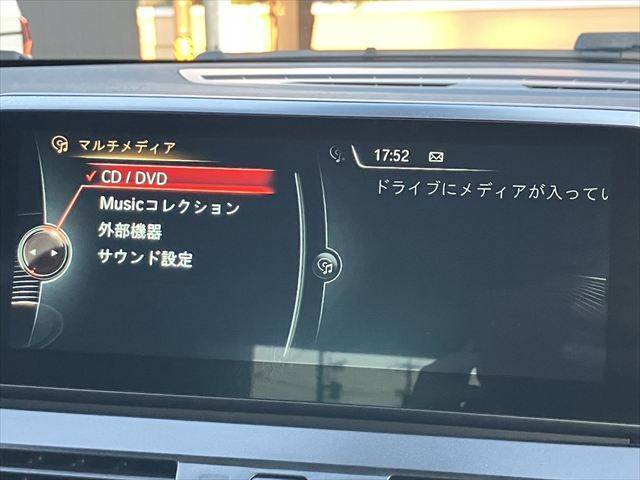 マルチメディア
CD / DVD
Musicコレクション
外部機器
サウンド設定
17:52
ドライブにメディアが入ってい